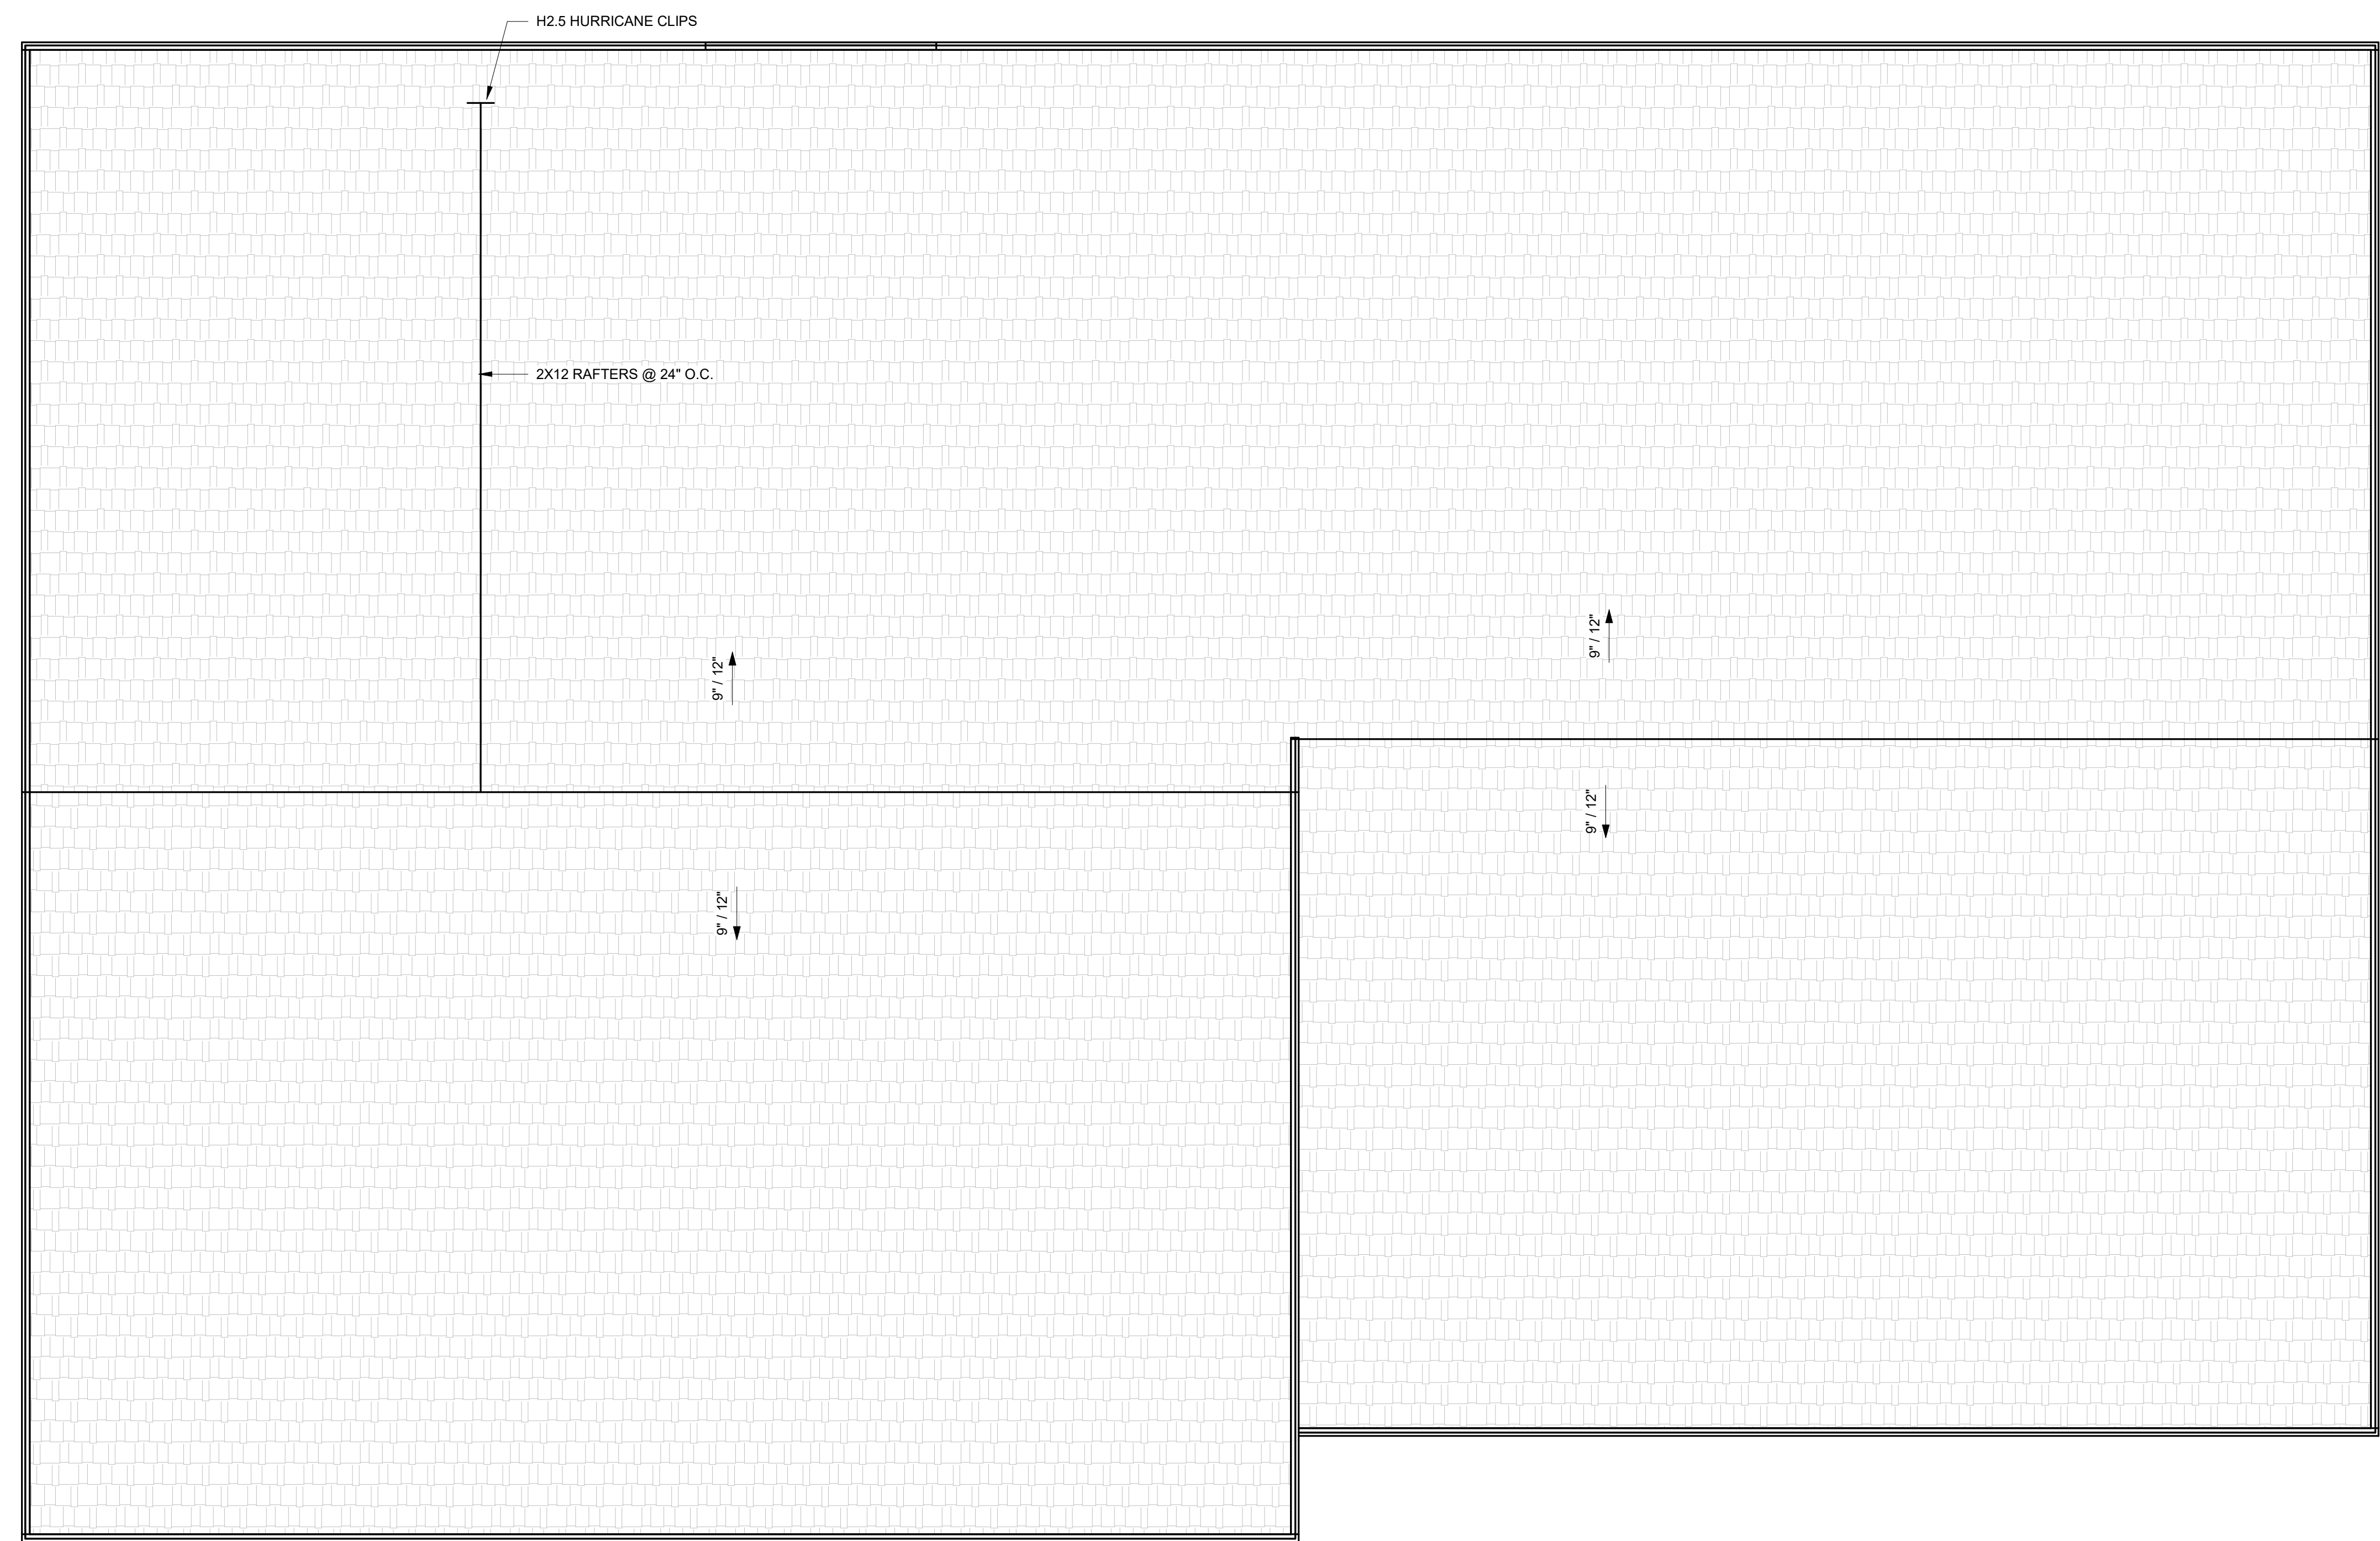 H2.5 HURRICANE CLIPS
2X12 RAFTERS @ 24" O.C.
9" / 12"
9" / 12"
9" / 12"
9" / 12"